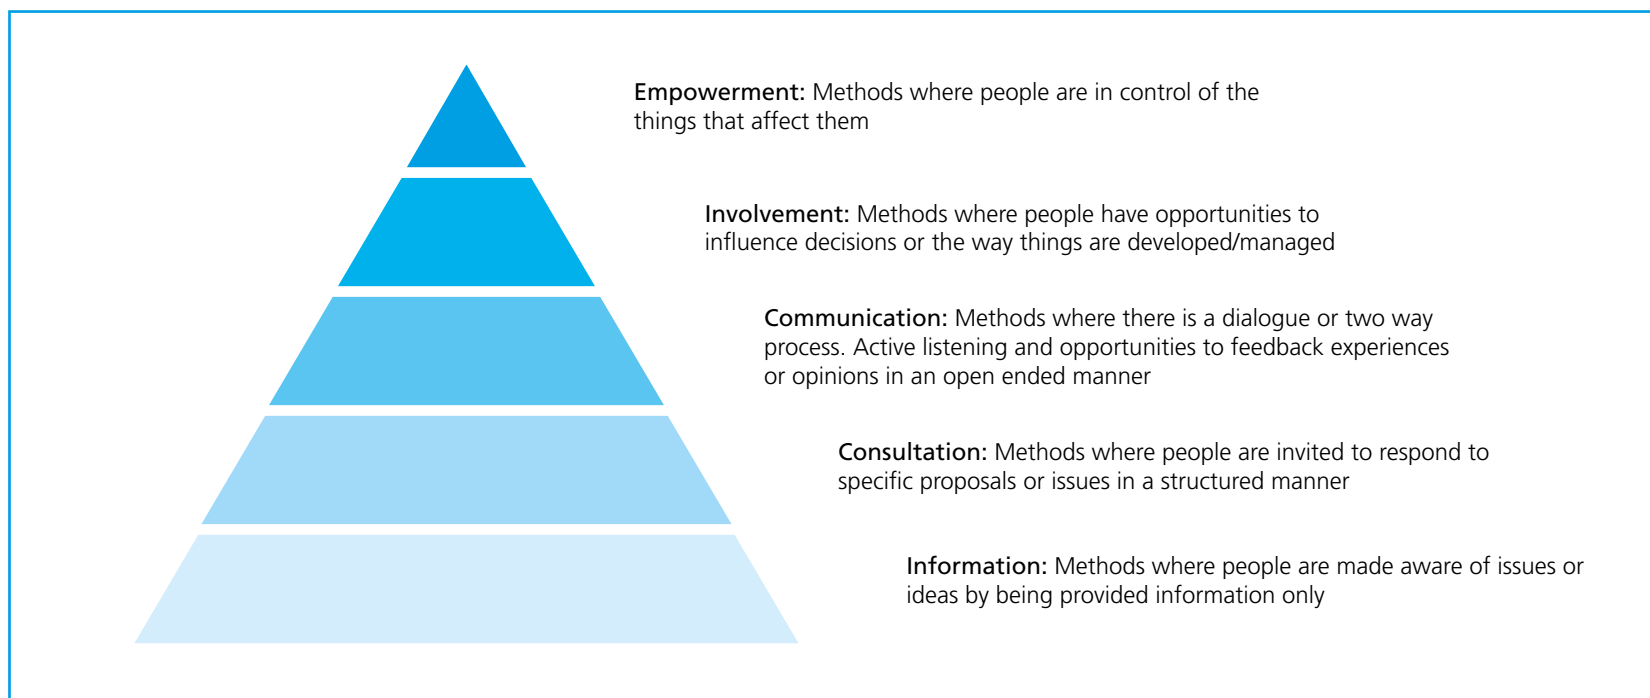 Empowerment: Methods where people are in control of the
things that affect them
Involvement: Methods where people have opportunities to
influence decisions or the way things are developed/managed
Communication: Methods where there is a dialogue or two way
process. Active listening and opportunities to feedback experiences
or opinions in an open ended manner
Consultation: Methods where people are invited to respond to
specific proposals or issues in a structured manner
Information: Methods where people are made aware of issues or
ideas by being provided information only